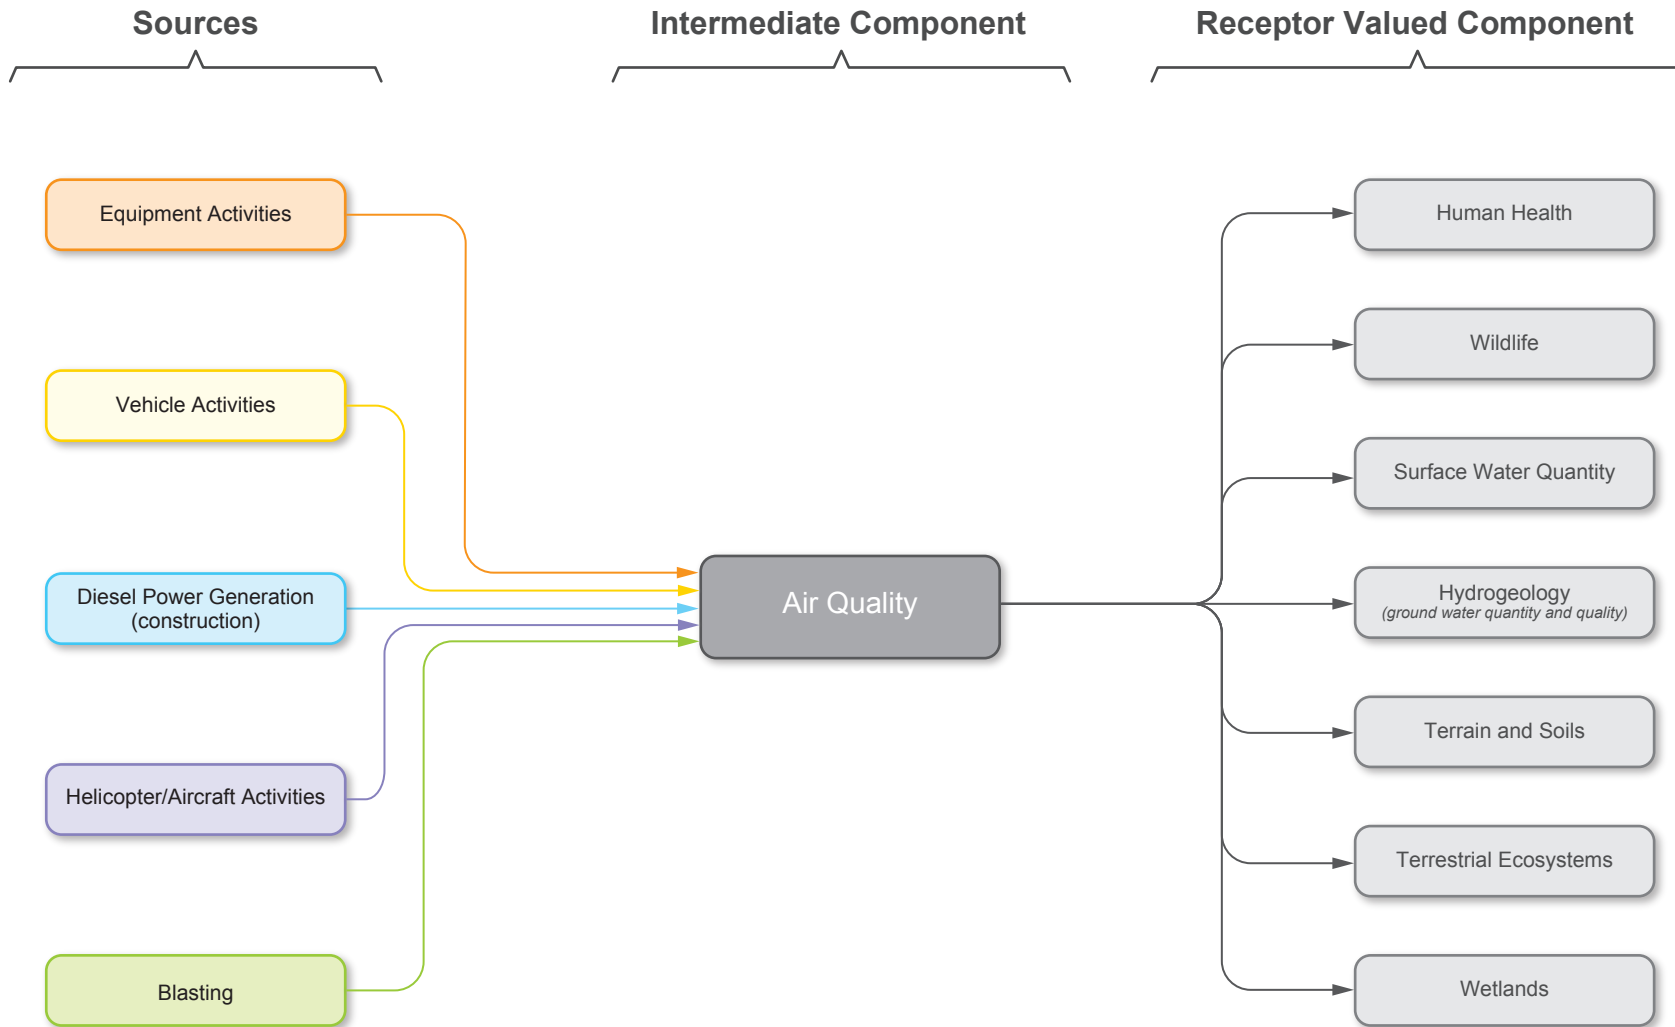 Sources
Intermediate Component
Receptor Valued Component
Equipment Activities
Vehicle Activities
Diesel Power Generation
(construction)
Helicopter/Aircraft Activities
Blasting
Air Quality
Human Health
Wildlife
Surface Water Quantity
Hydrogeology
(ground water quantity and quality)
Terrain and Soils
Terrestrial Ecosystems
Wetlands